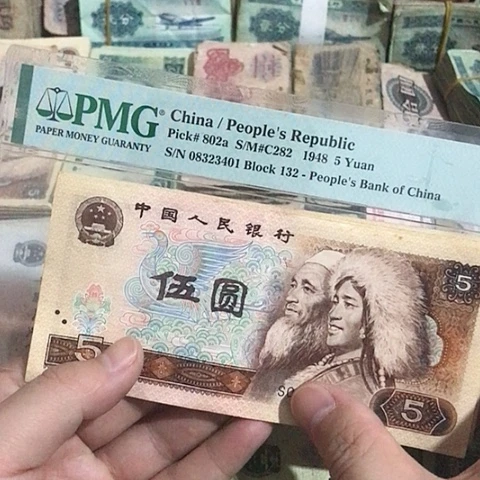 PMG
PAPER MONEY GUARANTY
China / People's Republic
Pick# 802a S/M#C282 1948 5 Yuan
S/N 08323401 Block 132 - People's Bank of China
中国人民银行
伍圆
5
5
5